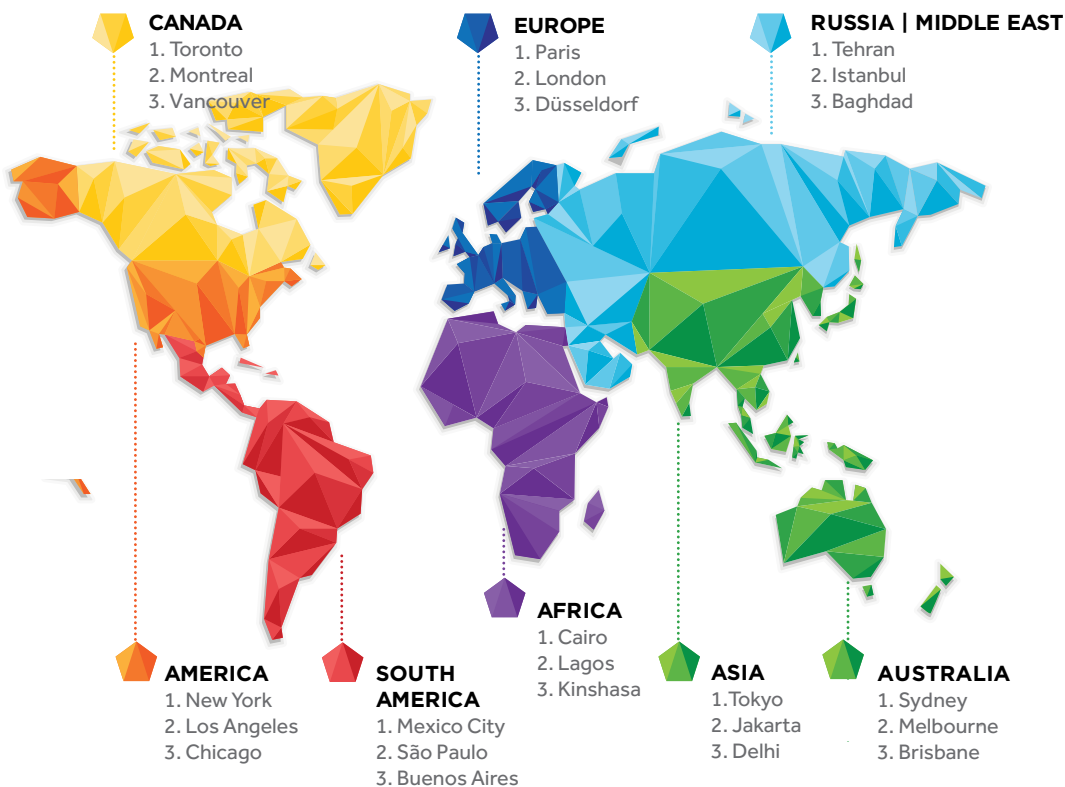 CANADA
1. Toronto
2. Montreal
3. Vancouver
EUROPE
1. Paris
2. London
3. Düsseldorf
RUSSIA | MIDDLE EAST
1. Tehran
2. Istanbul
3. Baghdad
AMERICA
1. New York
2. Los Angeles
3. Chicago
SOUTH
AMERICA
1. Mexico City
2. São Paulo
3. Buenos Aires
AFRICA
1. Cairo
2. Lagos
3. Kinshasa
ASIA
1.Tokyo
2. Jakarta
3. Delhi
AUSTRALIA
1. Sydney
2. Melbourne
3. Brisbane